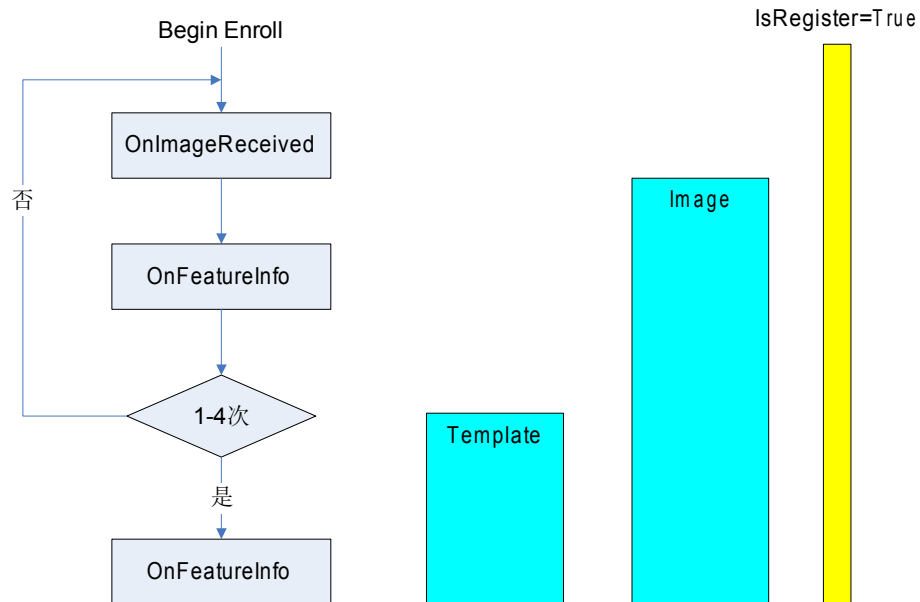 IsRegister=True
Begin Enroll
OnImageReceived
Image
否
OnFeatureInfo
1-4次
Template
是
OnFeatureInfo